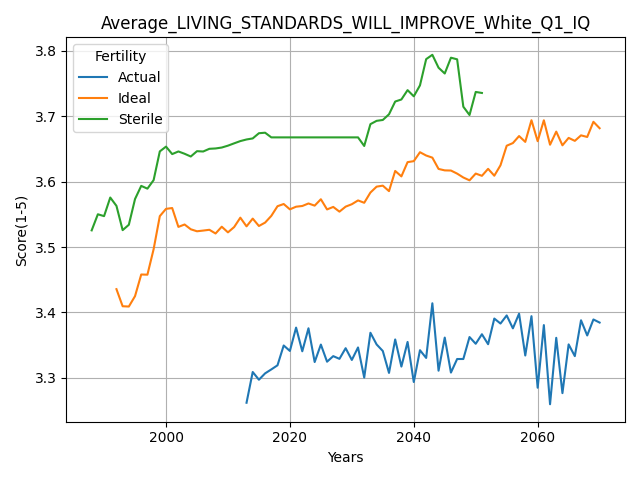 Average_LIVING_STANDARDS_WILL_IMPROVE_White_Q1_IQ
Fertility
Actual
Ideal
Sterile
Score(1-5)
3.8
3.7
3.6
3.5
3.4
3.3
2000
2020
2040
2060
Years